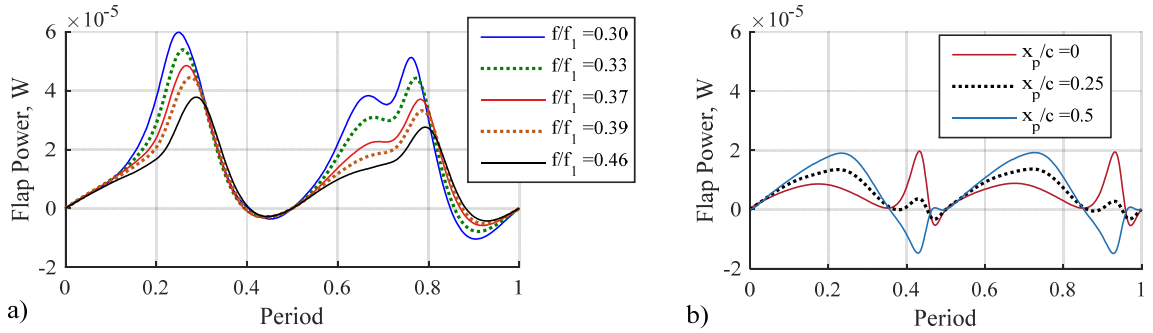 ×10⁻⁵
6
4
2
0
-2
Flap Power, W
0
0.2
0.4
0.6
0.8
1
Period
a)
f/f₁=0.30
f/f₁=0.33
f/f₁=0.37
f/f₁=0.39
f/f₁=0.46
×10⁻⁵
6
4
2
0
-2
Flap Power, W
0
0.2
0.4
0.6
0.8
1
Period
b)
xₚ/c=0
xₚ/c=0.25
xₚ/c=0.5